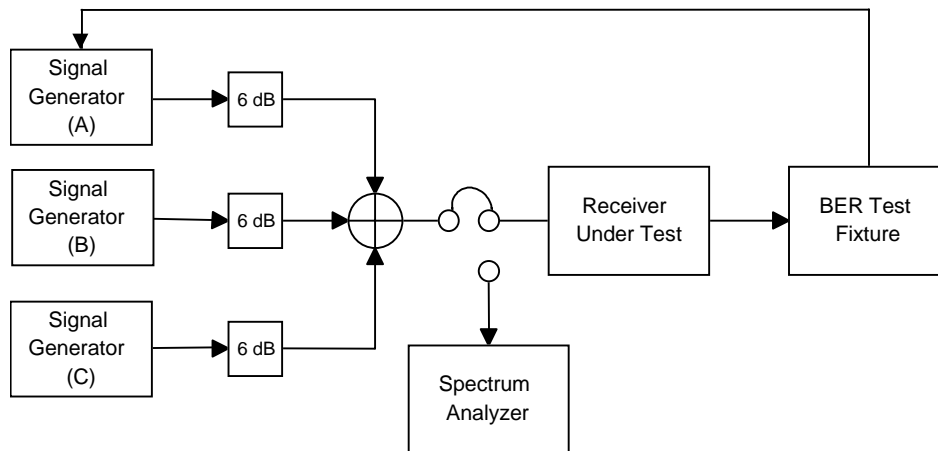 Signal
Generator
(A)
6 dB
Signal
Generator
(B)
6 dB
Signal
Generator
(C)
6 dB
Receiver
Under Test
BER Test
Fixture
Spectrum
Analyzer